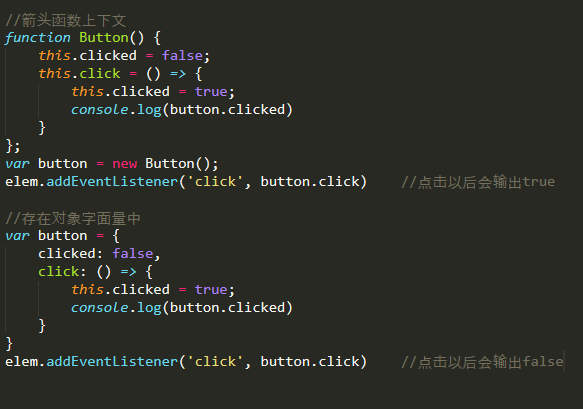 //箭头函数上下文
function Button() {
    this.clicked = false;
    this.click = () => {
        this.clicked = true;
        console.log(button.clicked)
    }
};
var button = new Button();
elem.addEventListener('click', button.click)    //点击以后会输出true
//存在对象字面量中
var button = {
    clicked: false,
    click: () => {
        this.clicked = true;
        console.log(button.clicked)
    }
}
elem.addEventListener('click', button.click)    //点击以后会输出false